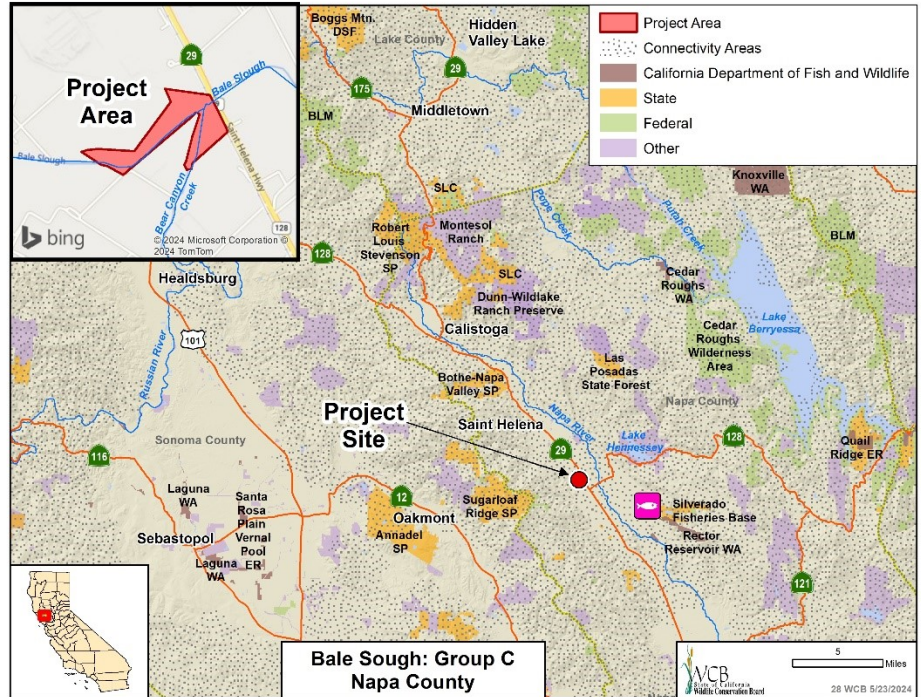 29
Bale Slough
Project
Area
Saint Helena Hwy
Bale Slough
Bear Canyon
Creek
128
bing
© 2024 Microsoft Corporation ©
2024 TomTom
Project Area
Connectivity Areas
California Department of Fish and Wildlife
State
Federal
Other
Boggs Mtn.
DSF
Lake County
Hidden
Valley Lake
29
175
Middletown
BLM
Knoxville
WA
SLC
Pope Creek
Putah Creek
BLM
Robert
Louis
Stevenson
SP
Montesol
Ranch
128
SLC
Cedar
Roughs
WA
Healdsburg
Dunn-Wildlake
Ranch Preserve
Lake
Berryessa
Calistoga
101
Russian River
Cedar
Roughs
Wilderness
Area
Las
Posadas
State Forest
Bothe-Napa
Valley SP
Napa County
Project
Site
Saint Helena
Napa River
29
Lake
Hennessey
128
Sonoma County
116
Quail
Ridge ER
Laguna
WA
Santa
Rosa
Plain
Vernal
Pool
ER
12
Sugarloaf
Ridge SP
Silverado
Fisheries Base
Oakmont
Sebastopol
Annadel
SP
Rector
Reservoir WA
Laguna
WA
121
Bale Sough: Group C
Napa County
WCB
State of California
Wildlife Conservation Board
5
Miles
28 WCB 5/23/2024